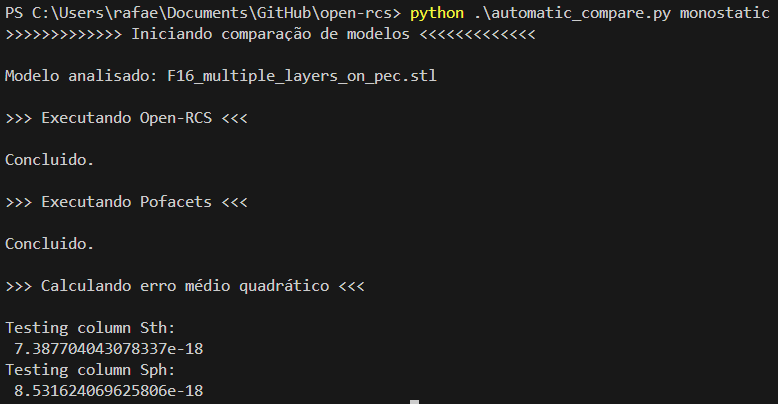 PS C:\Users\rafae\Documents\GitHub\open-rcs> python .\automatic_compare.py monostatic
>>>>>>>>>>>>> Iniciando comparação de modelos <<<<<<<<<<<<<
Modelo analisado: F16_multiple_layers_on_pec.stl
>>> Executando Open-RCS <<<
Concluido.
>>> Executando Pofacets <<<
Concluido.
>>> Calculando erro médio quadrático <<<
Testing column Sth:
7.387704043078337e-18
Testing column Sph:
8.531624069625806e-18